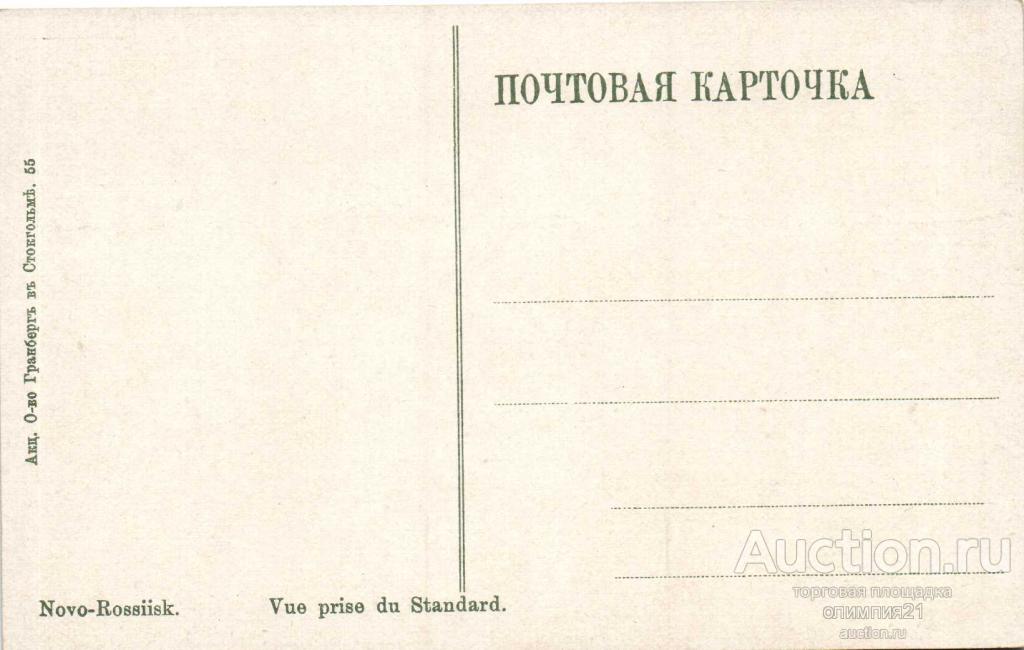 ПОЧТОВАЯ КАРТОЧКА
Акц. О-во Гранбергъ въ Стокгольмѣ. 55
Novo-Rossiisk. Vue prise du Standard.
Auction.ru
торговая площадка
олимпия21
auction.ru